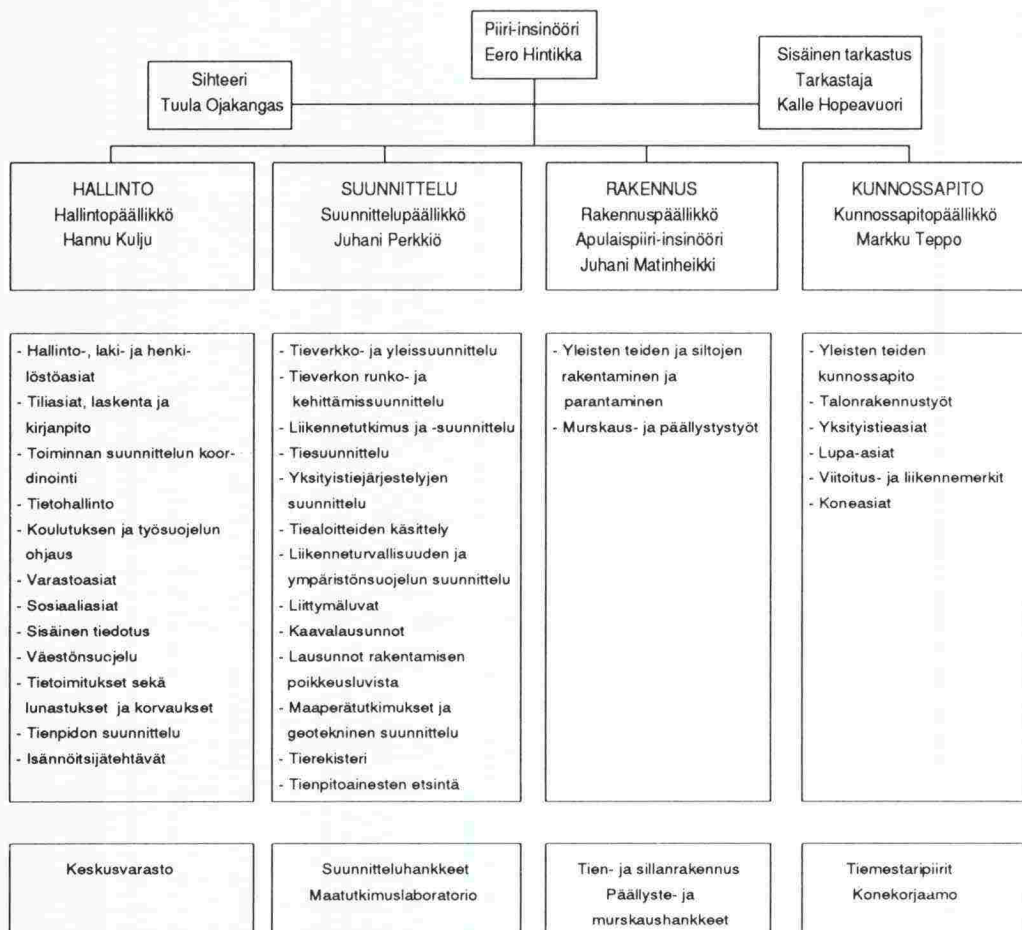 Piiri-insinööri
Eero Hintikka
Sihteeri
Tuula Ojakangas
Sisäinen tarkastus
Tarkastaja
Kalle Hopeavuori
HALLINTO
Hallintopäällikkö
Hannu Kulju
SUUNNITTELU
Suunnittelupäällikkö
Juhani Perkkiö
RAKENNUS
Rakennuspäällikkö
Apulaispiiri-insinööri
Juhani Matinheikki
KUNNOSSAPITO
Kunnossapitopäällikkö
Markku Teppo
- Hallinto-, laki- ja henki-
löstöasiat
- Tiliasiat, laskenta ja
kirjanpito
- Toiminnan suunnittelun koor-
dinointi
- Tietohallinto
- Koulutuksen ja työsuojelun
ohjaus
- Varastoasiat
- Sosiaaliasiat
- Sisäinen tiedotus
- Väestönsuojelu
- Tietoimitukset sekä
lunastukset ja korvaukset
- Tienpidon suunnittelu
- Isännöitsijätehtävät
- Tieverkko- ja yleissuunnittelu
- Tieverkon runko- ja
kehittämissuunnittelu
- Liikennetutkimus ja -suunnittelu
- Tiesuunnittelu
- Yksityistiejärjestelyjen
suunnittelu
- Tiealoitteiden käsittely
- Liikenneturvallisuuden ja
ympäristönsuojelun suunnittelu
- Liittymäluvat
- Kaavalausunnot
- Lausunnot rakentamisen
poikkeusluvista
- Maaperätutkimukset ja
geotekninen suunnittelu
- Tierekisteri
- Tienpitoainesten etsintä
- Yleisten teiden ja siltojen
rakentaminen ja
parantaminen
- Murskaus- ja päällystystyöt
- Yleisten teiden
kunnossapito
- Talonrakennustyöt
- Yksityistieasiat
- Lupa-asiat
- Viitoitus- ja liikennemerkit
- Koneasiat
Keskusvarasto
Suunnitteluhankkeet
Maatutkimuslaboratorio
Tien- ja sillanrakennus
Päällyste- ja
murskaushankkeet
Tiemestaripiirit
Konekorjaamo